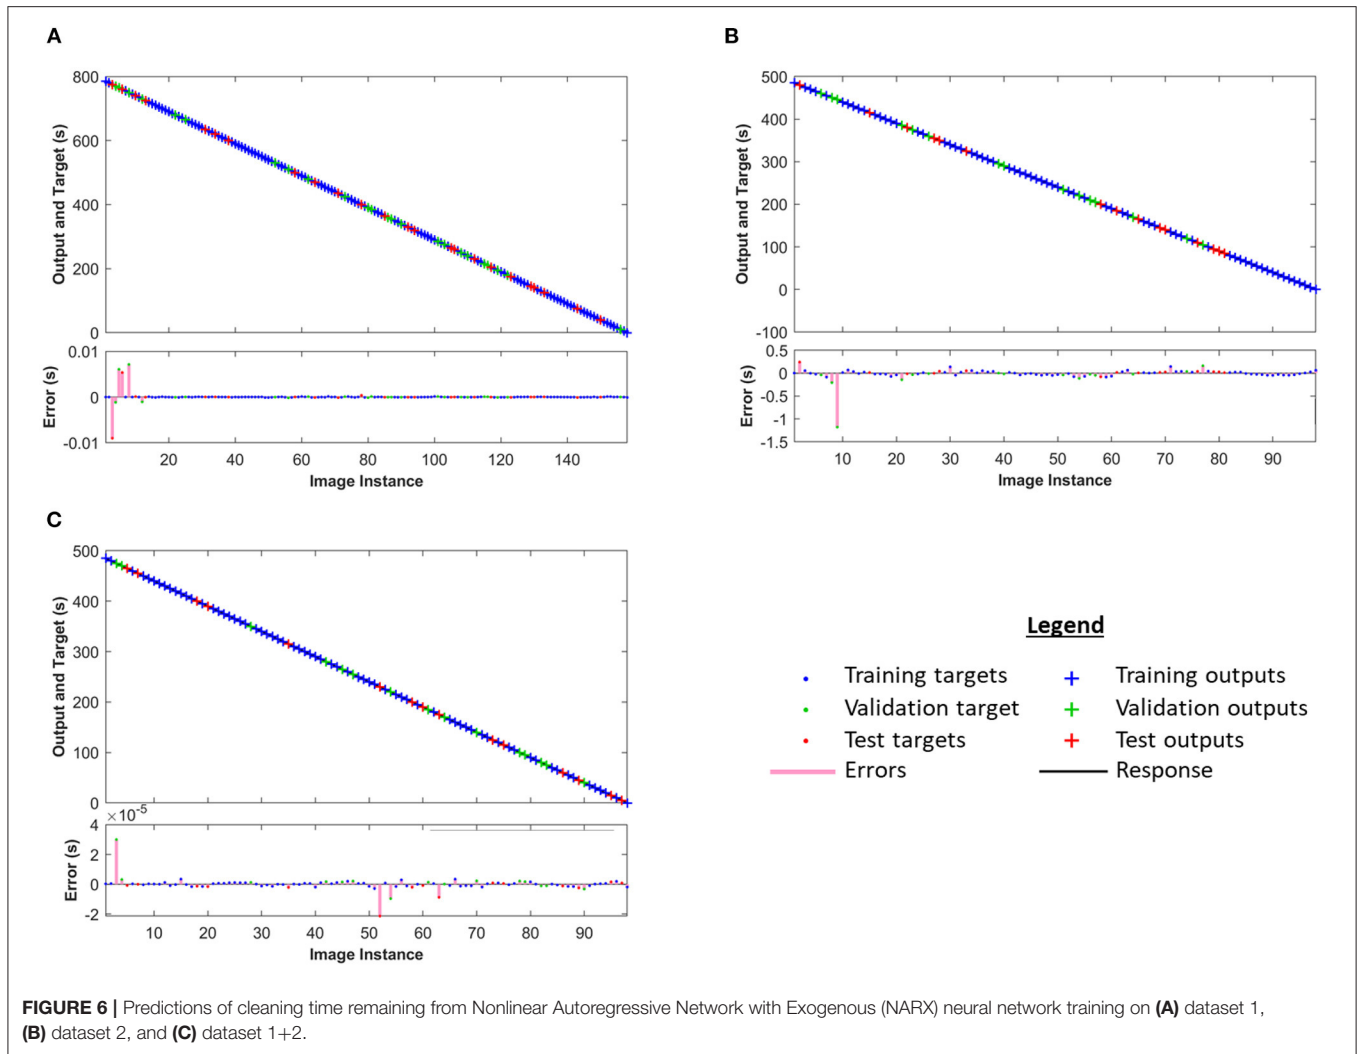 A
Output and Target (s)
800
600
400
200
0
Error (s)
0.01
0
-0.01
20 40 60 80 100 120 140
Image Instance
B
Output and Target (s)
500
400
300
200
100
0
-100
Error (s)
0.5
0
-0.5
-1
-1.5
10 20 30 40 50 60 70 80 90
Image Instance
C
Output and Target (s)
500
400
300
200
100
0
×10⁻⁵
Error (s)
4
2
0
-2
10 20 30 40 50 60 70 80 90
Image Instance
Legend
Training targets Training outputs
Validation target Validation outputs
Test targets Test outputs
Errors Response
FIGURE 6 | Predictions of cleaning time remaining from Nonlinear Autoregressive Network with Exogenous (NARX) neural network training on (A) dataset 1,
(B) dataset 2, and (C) dataset 1+2.